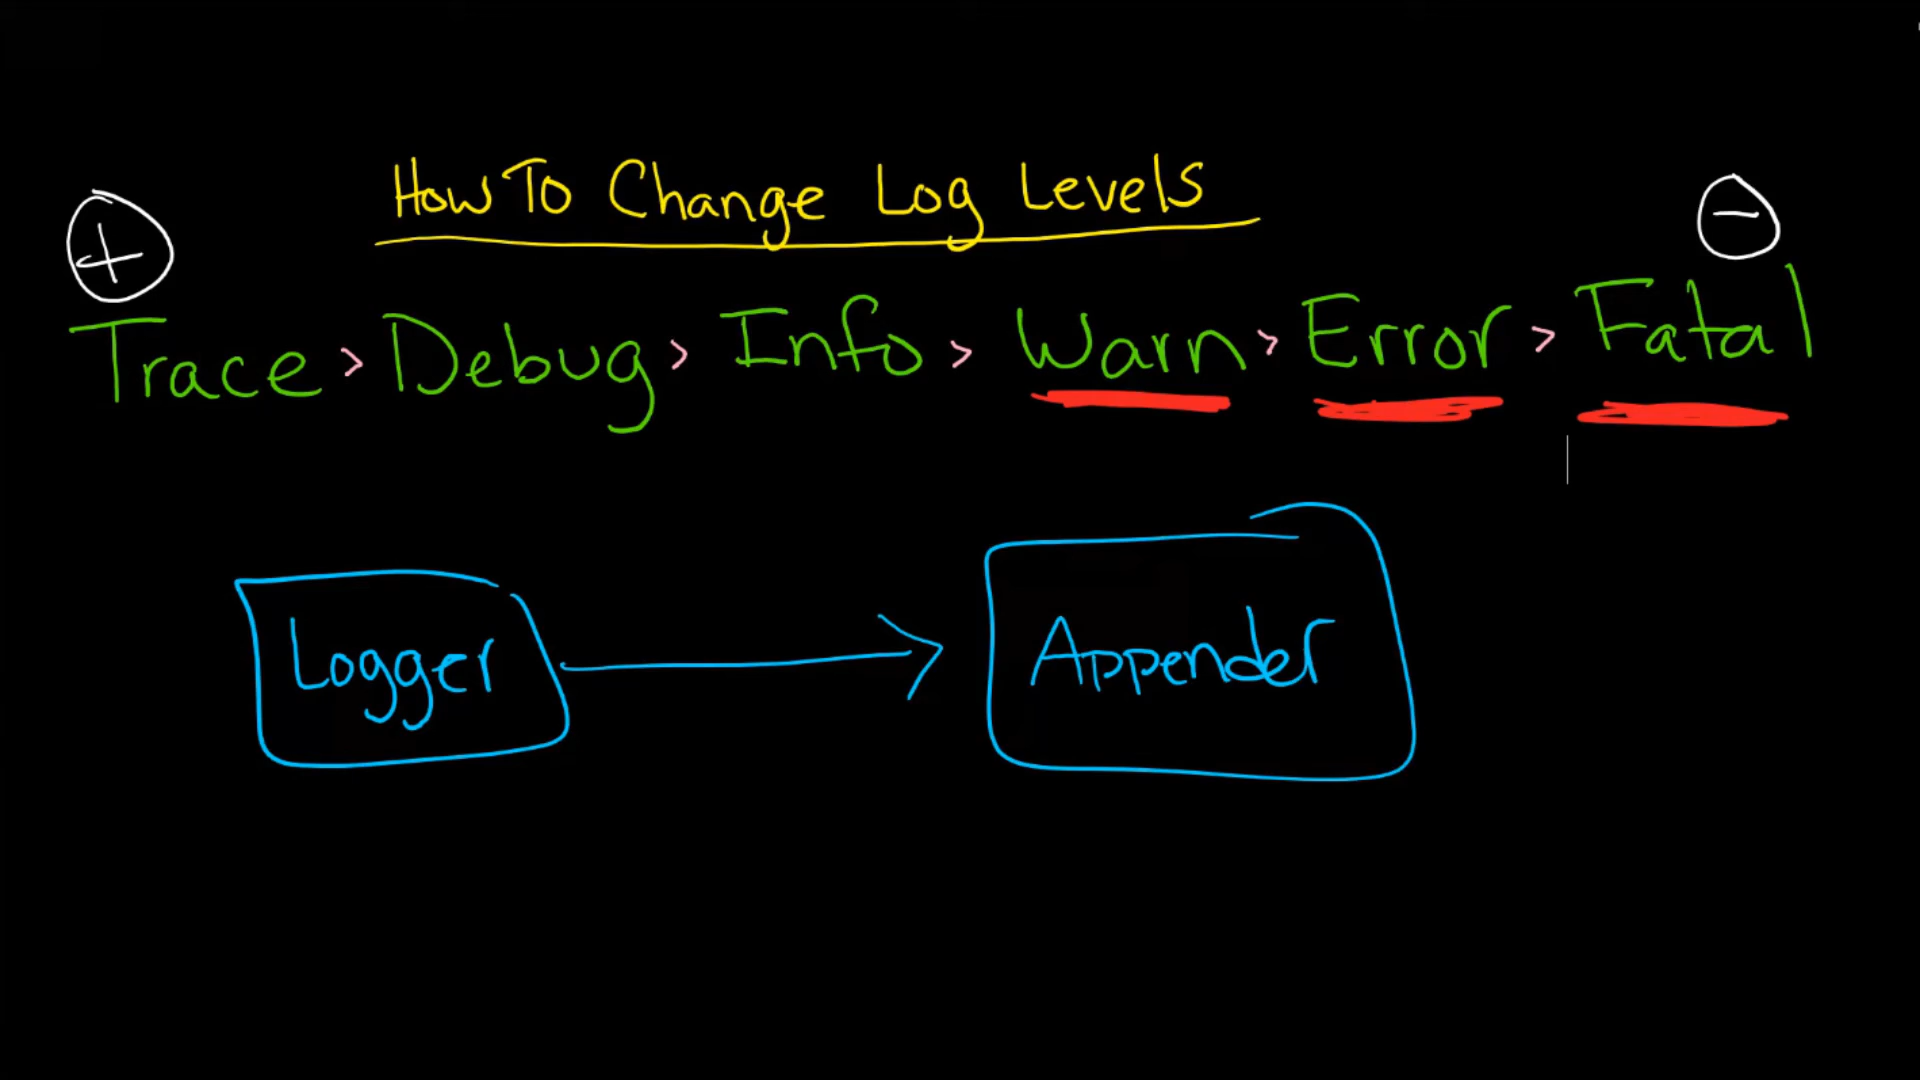 How To Change Log Levels
+ −
Trace > Debug > Info > Warn > Error > Fatal
Logger
Appender